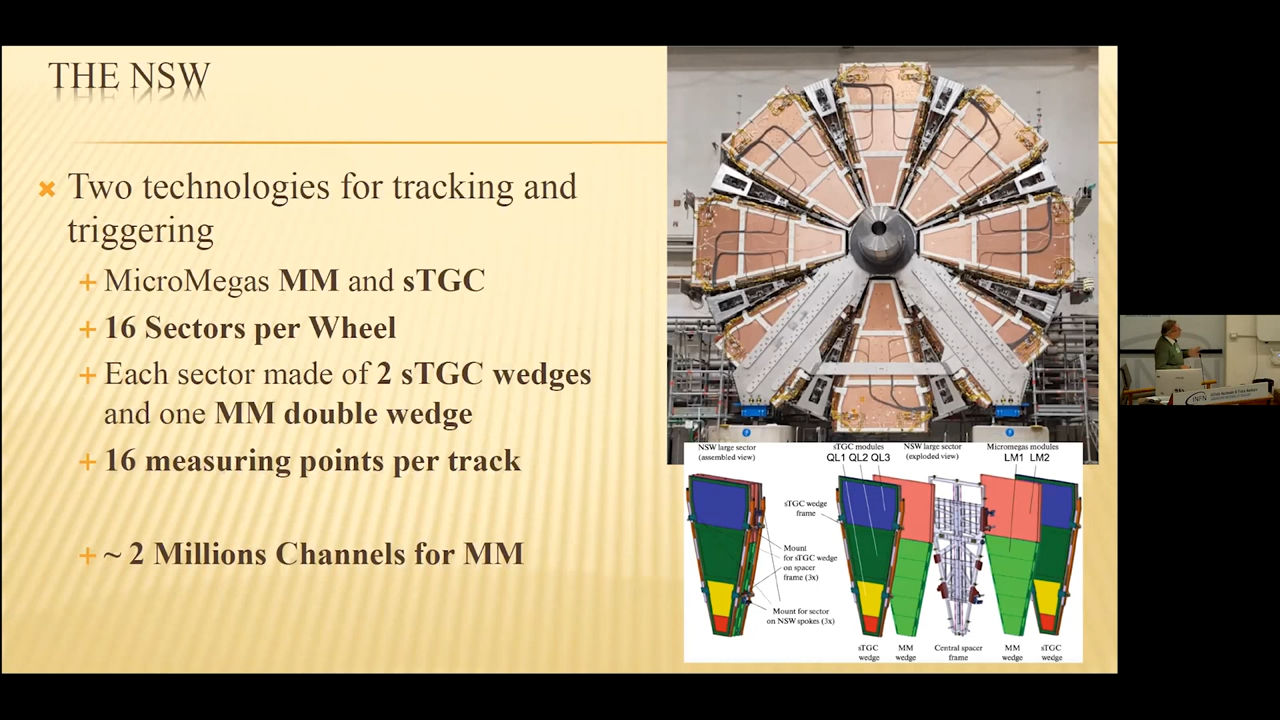 THE NSW
Two technologies for tracking and
triggering
MicroMegas MM and sTGC
16 Sectors per Wheel
Each sector made of 2 sTGC wedges
and one MM double wedge
16 measuring points per track
~ 2 Millions Channels for MM
NSW large sector
(assembled view)
sTGC modules
QL1 QL2 QL3
NSW large sector
(exploded view)
Micromegas modules
LM1 LM2
sTGC wedge
frame
Mount
for sTGC wedge
on spacer
frame (3x)
Mount for sector
on NSW spokes (3x)
sTGC
wedge
MM
wedge
Central spacer
frame
MM
wedge
sTGC
wedge
INFN